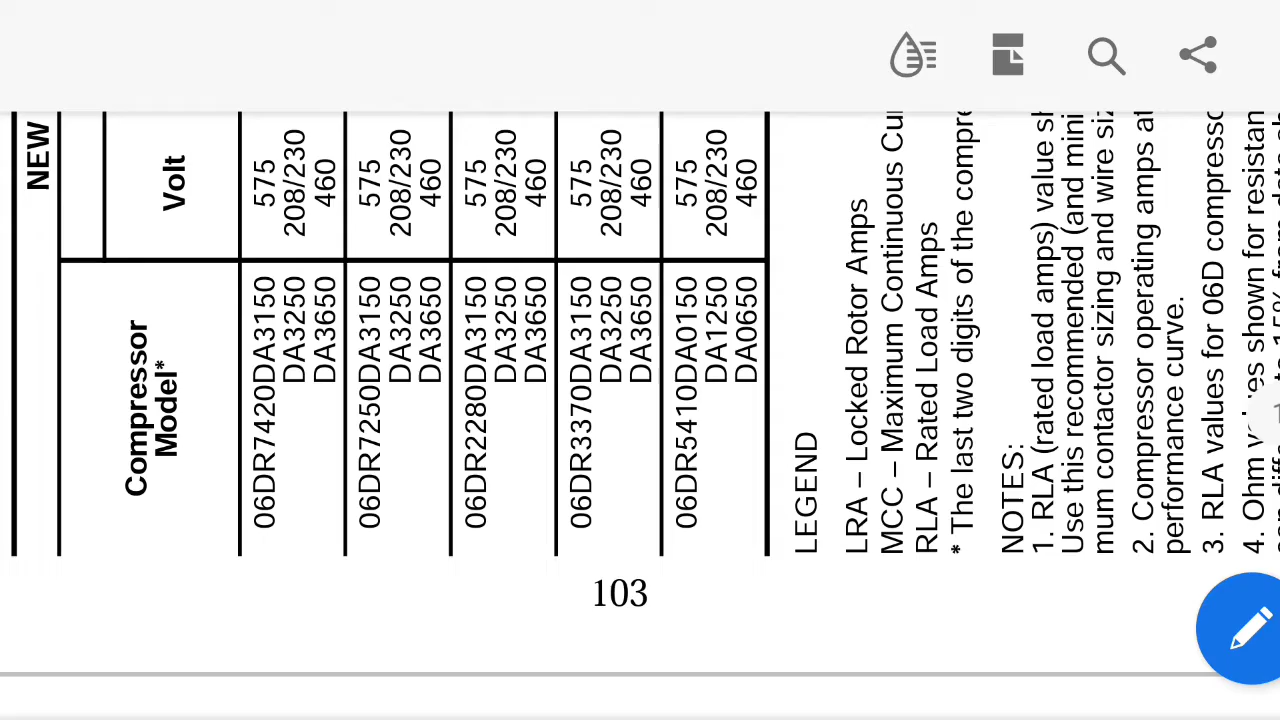 NEW
Compressor
Model*
Volt
06DR7420DA3150 575
DA3250 208/230
DA3650 460
06DR7250DA3150 575
DA3250 208/230
DA3650 460
06DR2280DA3150 575
DA3250 208/230
DA3650 460
06DR3370DA3150 575
DA3250 208/230
DA3650 460
06DR5410DA0150 575
DA1250 208/230
DA0650 460
LEGEND
LRA – Locked Rotor Amps
MCC – Maximum Continuous
RLA – Rated Load Amps
* The last two digits of the
NOTES:
1. RLA (rated load amps) value
Use this recommended (and
mum contactor sizing and wire
2. Compressor operating amps at
performance curve.
3. RLA values for 06D
4. Ohm shown for
103